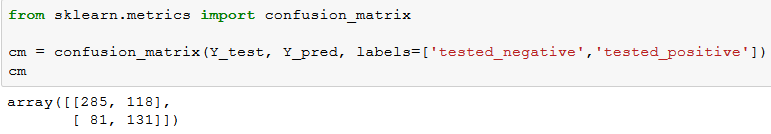 from sklearn.metrics import confusion_matrix
cm = confusion_matrix(Y_test, Y_pred, labels=['tested_negative','tested_positive'])
cm
array([[285, 118],
       [ 81, 131]])